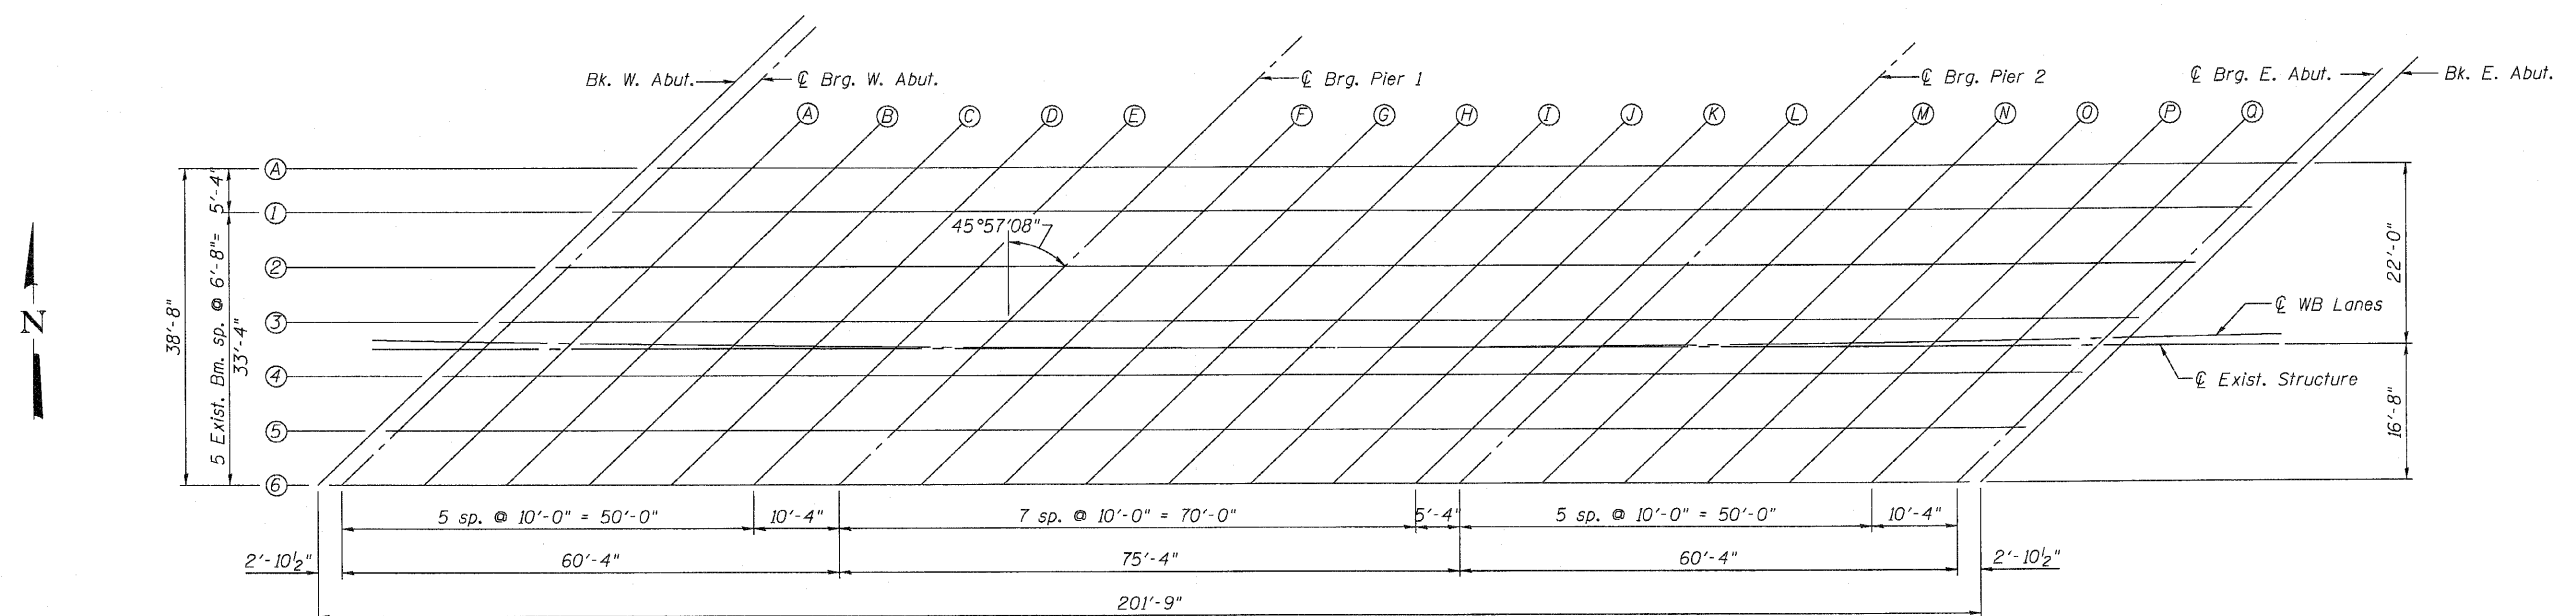 Bk. W. Abut.
℄ Brg. W. Abut.
℄ Brg. Pier 1
℄ Brg. Pier 2
℄ Brg. E. Abut.
Bk. E. Abut.
A B C D E F G H I J K L M N O P Q
A
1
2
3
4
5
6
38'-8"
5 Exist. Bm. sp. @ 6'-8"=
33'-4"
5'-4"
45°57'08"
N
22'-0"
16'-8"
℄ WB Lanes
℄ Exist. Structure
5 sp. @ 10'-0" = 50'-0"
10'-4"
7 sp. @ 10'-0" = 70'-0"
5'-4"
5 sp. @ 10'-0" = 50'-0"
10'-4"
2'-10½"
60'-4"
75'-4"
60'-4"
2'-10½"
201'-9"